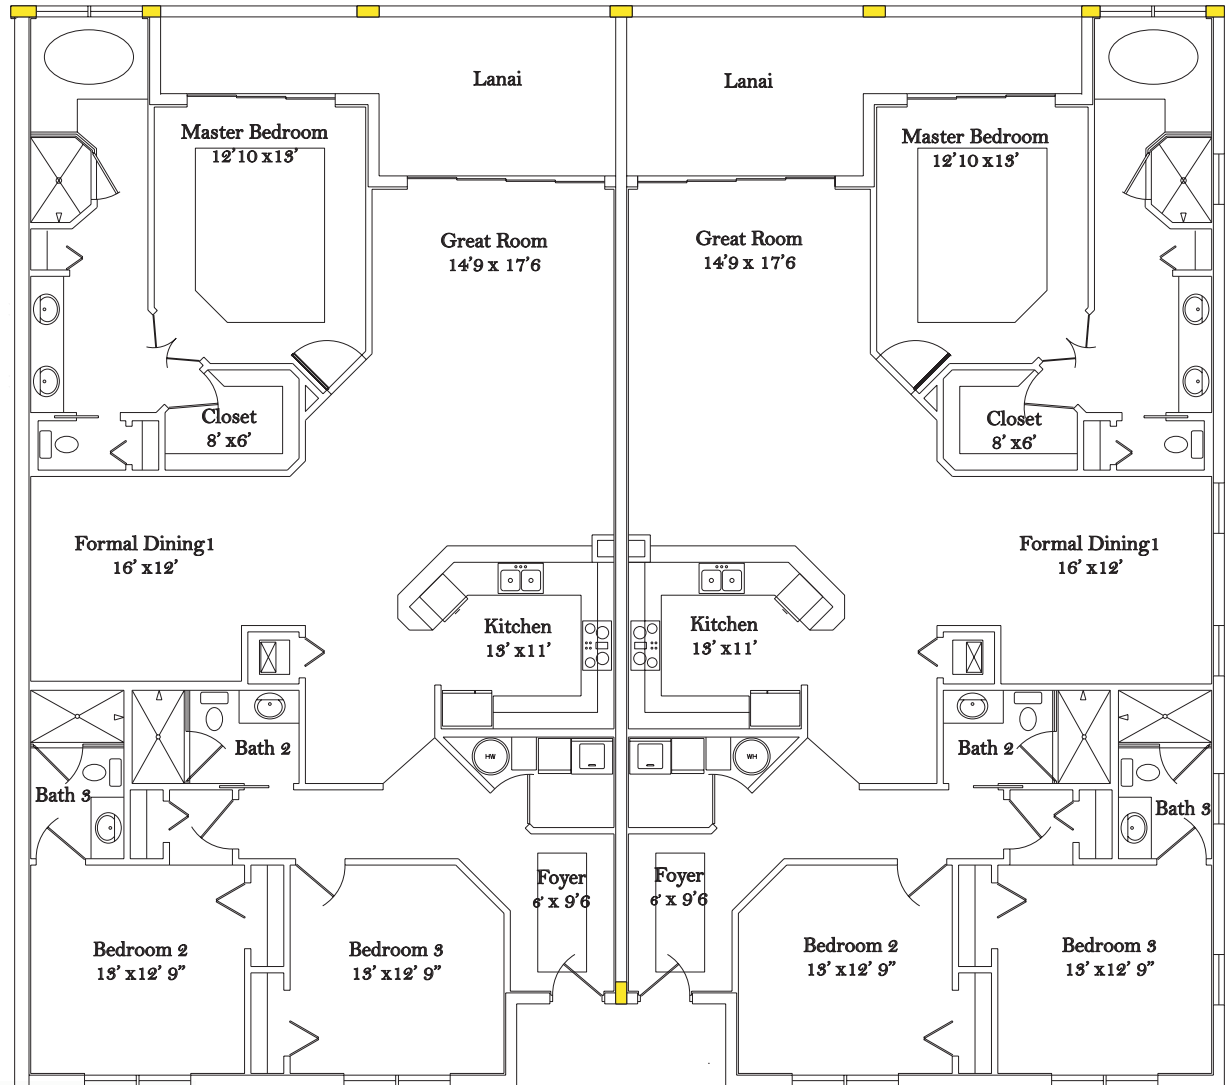 Lanai
Lanai
Master Bedroom
12'10 x13'
Master Bedroom
12'10 x13'
Great Room
14'9 x 17'6
Great Room
14'9 x 17'6
Closet
8' x6'
Closet
8' x6'
Formal Dining1
16' x12'
Formal Dining1
16' x12'
Kitchen
13' x11'
Kitchen
13' x11'
Bath 2
HW
WH
Bath 2
Bath 3
Bath 3
Foyer
6' x 9'6
Foyer
6' x 9'6
Bedroom 2
13' x12' 9"
Bedroom 3
13' x12' 9"
Bedroom 2
13' x12' 9"
Bedroom 3
13' x12' 9"